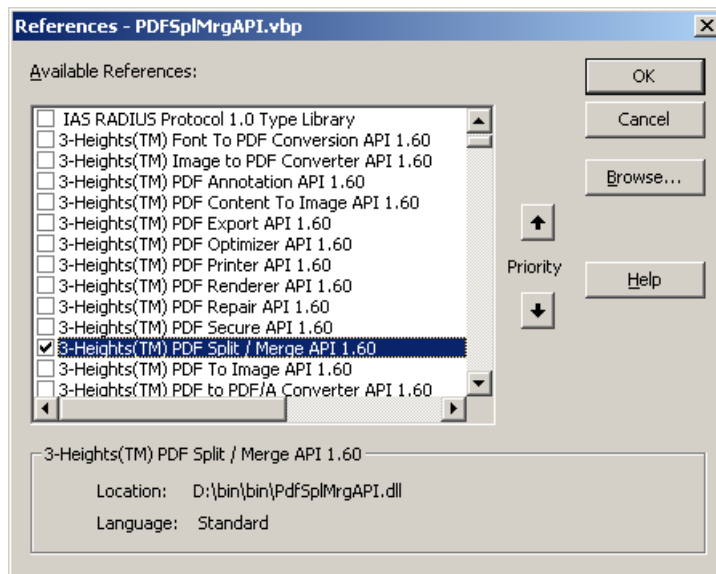 References - PDFSplMrgAPI.vbp
Available References:
IAS RADIUS Protocol 1.0 Type Library
3-Heights(TM) Font To PDF Conversion API 1.60
3-Heights(TM) Image to PDF Converter API 1.60
3-Heights(TM) PDF Annotation API 1.60
3-Heights(TM) PDF Content To Image API 1.60
3-Heights(TM) PDF Export API 1.60
3-Heights(TM) PDF Optimizer API 1.60
3-Heights(TM) PDF Printer API 1.60
3-Heights(TM) PDF Renderer API 1.60
3-Heights(TM) PDF Repair API 1.60
3-Heights(TM) PDF Secure API 1.60
3-Heights(TM) PDF Split / Merge API 1.60
3-Heights(TM) PDF To Image API 1.60
3-Heights(TM) PDF to PDF/A Converter API 1.60
OK
Cancel
Browse...
Priority
Help
3-Heights(TM) PDF Split / Merge API 1.60
Location: D:\bin\bin\PdfSplMrgAPI.dll
Language: Standard